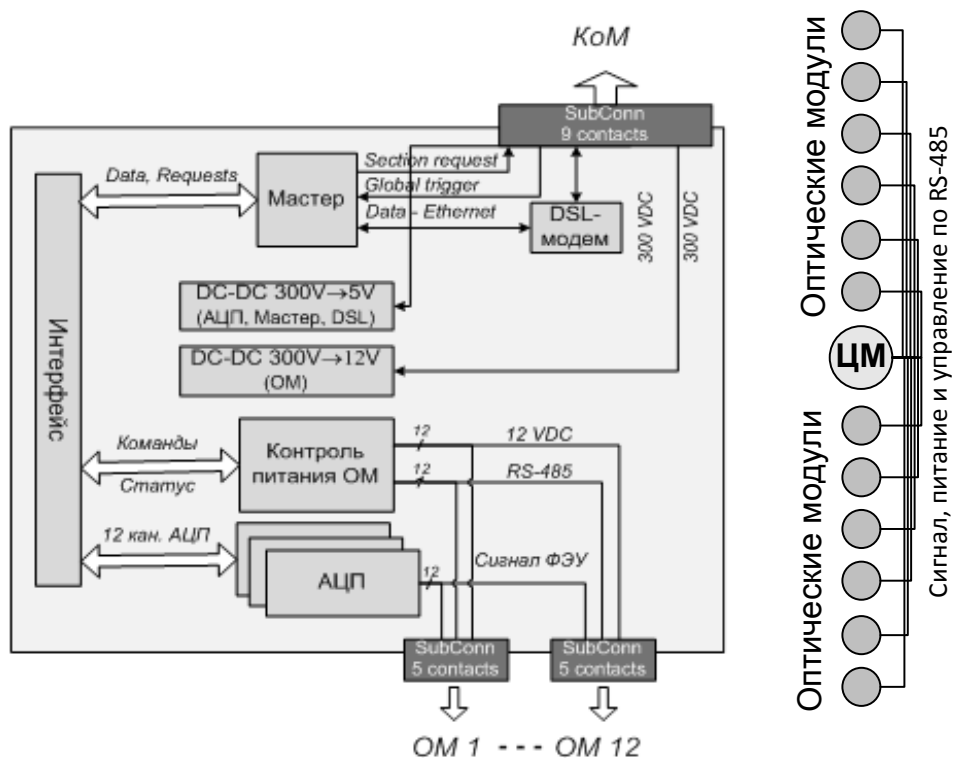 КоМ
SubConn
9 contacts
Section request
Data, Requests
Мастер
Global trigger
Data - Ethernet
DSL-
модем
300 VDC
300 VDC
DC-DC 300V→5V
(АЦП, Мастер, DSL)
DC-DC 300V→12V
(ОМ)
Интерфейс
Команды
Статус
Контроль
питания ОМ
12
12 VDC
12
RS-485
12 кан. АЦП
АЦП
12
Сигнал ФЭУ
SubConn
5 contacts
SubConn
5 contacts
ОМ 1 - - - ОМ 12
Оптические модули
ЦМ
Оптические модули
Сигнал, питание и управление по RS-485